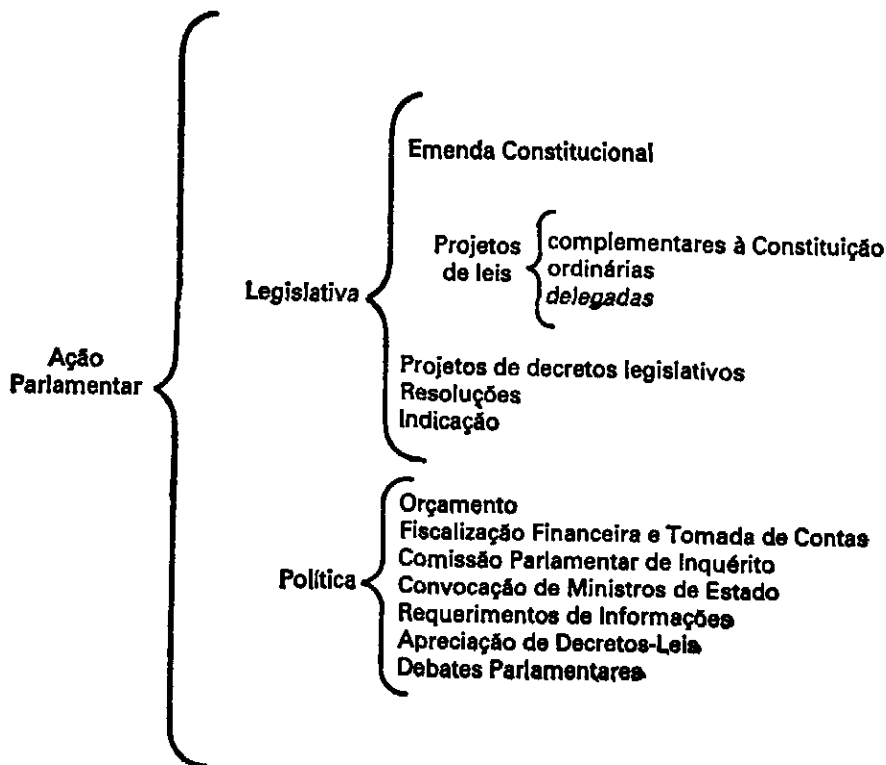 Ação
Parlamentar
Legislativa
Emenda Constitucional
Projetos
de leis
complementares à Constituição
ordinárias
delegadas
Projetos de decretos legislativos
Resoluções
Indicação
Política
Orçamento
Fiscalização Financeira e Tomada de Contas
Comissão Parlamentar de Inquérito
Convocação de Ministros de Estado
Requerimentos de Informações
Apreciação de Decretos-Leis
Debates Parlamentares